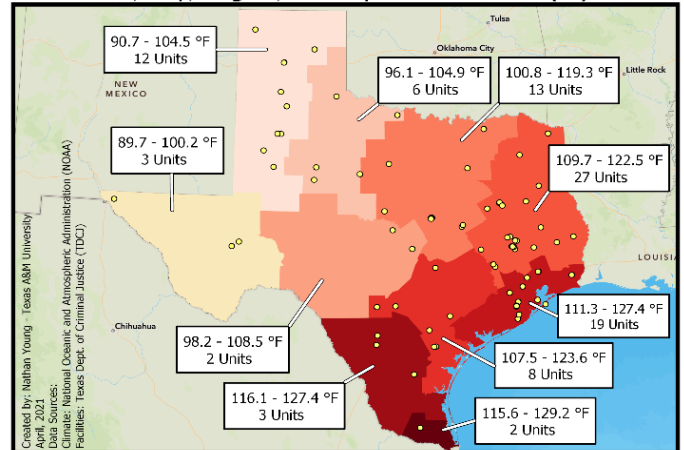 Tulsa
90.7 - 104.5 °F
12 Units
Oklahoma City
96.1 - 104.9 °F
6 Units
100.8 - 119.3 °F
13 Units
Little Rock
NEW
MEXICO
89.7 - 100.2 °F
3 Units
109.7 - 122.5 °F
27 Units
LOUISIA
111.3 - 127.4 °F
19 Units
Chihuahua
98.2 - 108.5 °F
2 Units
107.5 - 123.6 °F
8 Units
116.1 - 127.4 °F
3 Units
115.6 - 129.2 °F
2 Units
Created by: Nathan Young - Texas A&M University
April, 2021
Data Sources:
Climate: National Oceanic and Atmospheric Administration (NOAA)
Facilities: Texas Dept. of Criminal Justice (TDCJ)